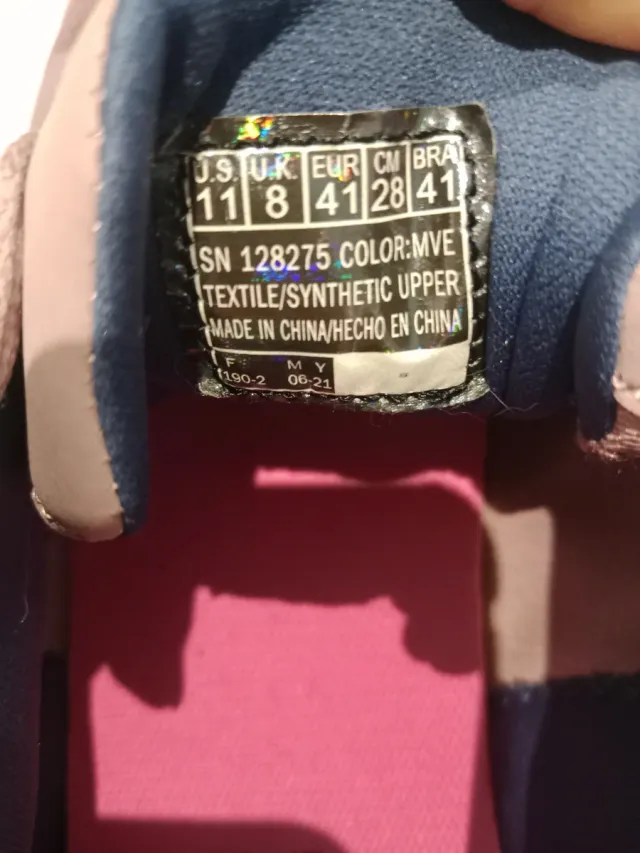 U.S. U.K. EUR CM BRA
11 8 41 28 41
SN 128275 COLOR:MVE
TEXTILE/SYNTHETIC UPPER
MADE IN CHINA/HECHO EN CHINA
F M Y
1190-2 06-21